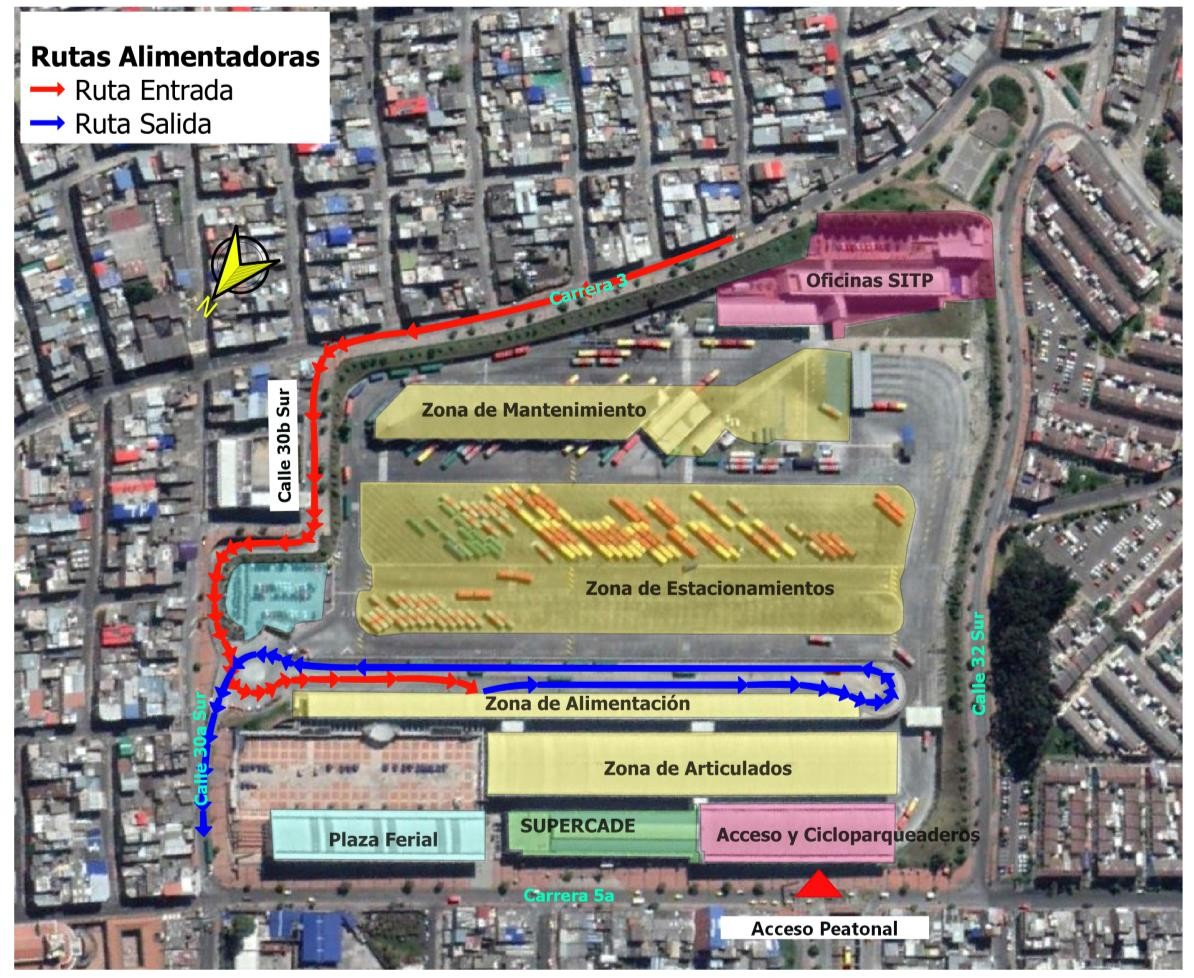 Rutas Alimentadoras
Ruta Entrada
Ruta Salida
N
Carrera 3
Oficinas SITP
Calle 30b Sur
Zona de Mantenimiento
Zona de Estacionamientos
Calle 32 Sur
Calle 30a Sur
Zona de Alimentación
Zona de Articulados
Plaza Ferial
SUPERCADE
Acceso y Cicloparqueaderos
Carrera 5a
Acceso Peatonal